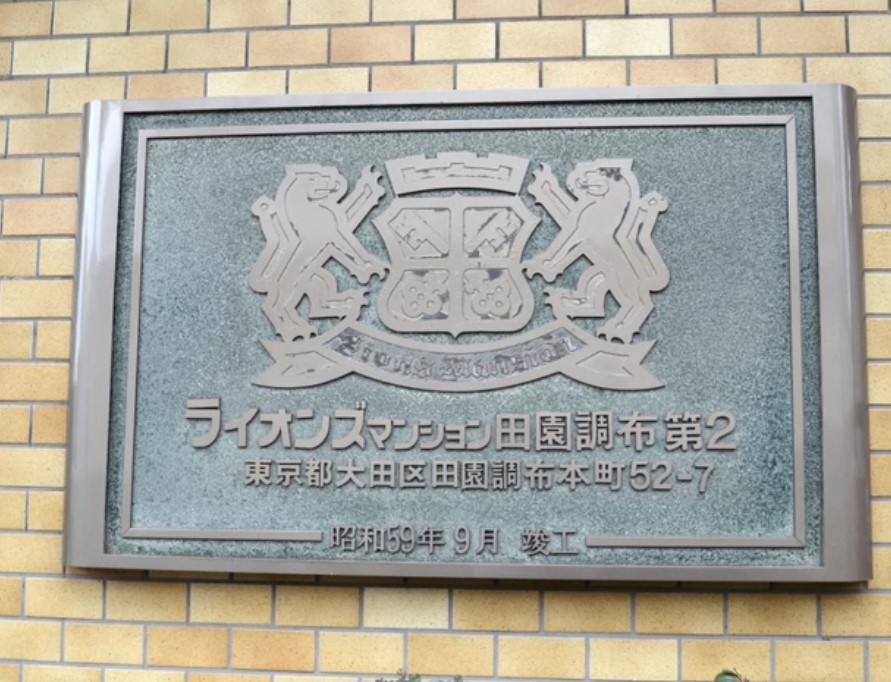 Lions Mansion
ライオンズマンション田園調布第2
東京都大田区田園調布本町52-7
昭和59年9月 竣工